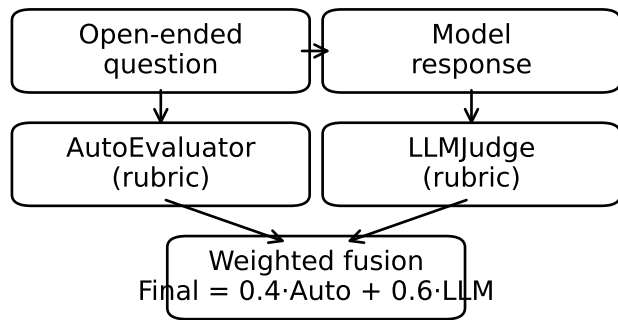 Open-ended
question
Model
response
AutoEvaluator
(rubric)
LLMJudge
(rubric)
Weighted fusion
Final = 0.4·Auto + 0.6·LLM